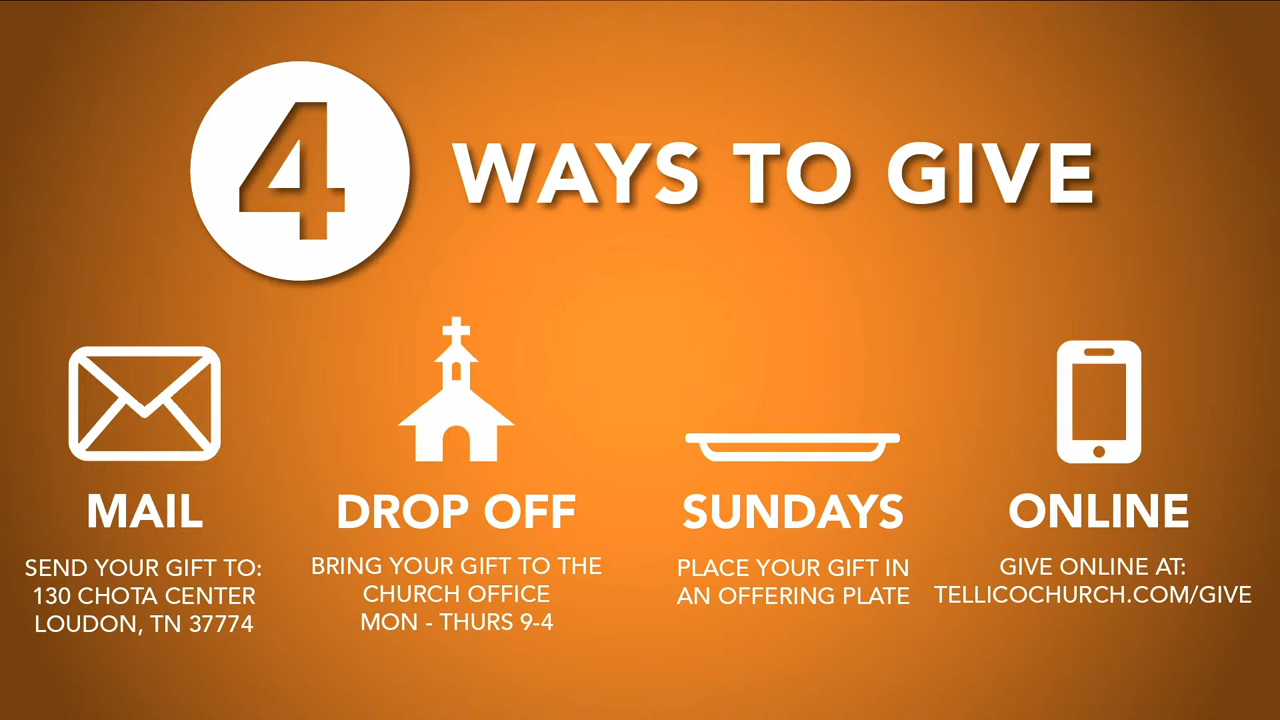 4 WAYS TO GIVE
MAIL
SEND YOUR GIFT TO:
130 CHOTA CENTER
LOUDON, TN 37774
DROP OFF
BRING YOUR GIFT TO THE
CHURCH OFFICE
MON - THURS 9-4
SUNDAYS
PLACE YOUR GIFT IN
AN OFFERING PLATE
ONLINE
GIVE ONLINE AT:
TELLICOCHURCH.COM/GIVE